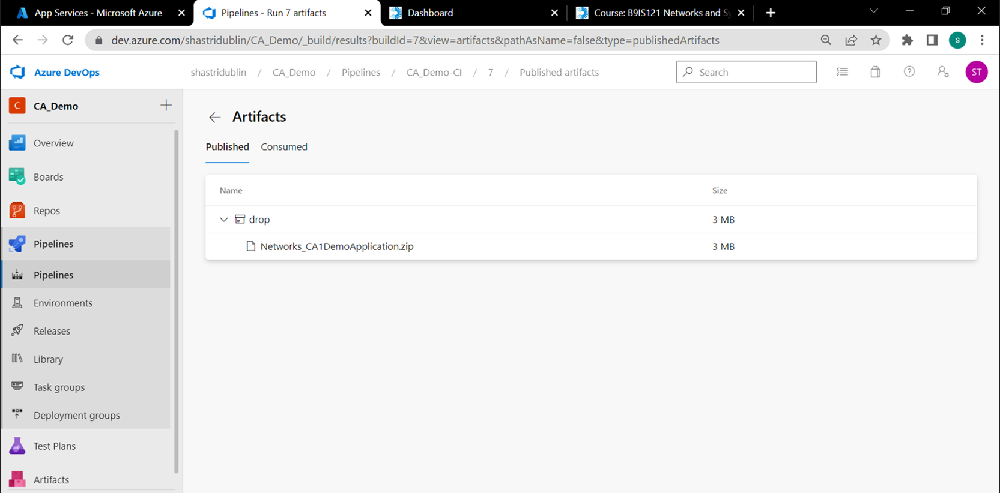 App Services - Microsoft Azure
Pipelines - Run 7 artifacts
Dashboard
Course: B9IS121 Networks and Sy
dev.azure.com/shastridublin/CA_Demo/_build/results?buildId=7&view=artifacts&pathAsName=false&type=publishedArtifacts
s
Azure DevOps
shastridublin / CA_Demo / Pipelines / CA_Demo-CI / 7 / Published artifacts
Search
ST
C CA_Demo
Overview
Boards
Repos
Pipelines
Pipelines
Environments
Releases
Library
Task groups
Deployment groups
Test Plans
Artifacts
Artifacts
Published Consumed
Name Size
drop 3 MB
Networks_CA1DemoApplication.zip 3 MB